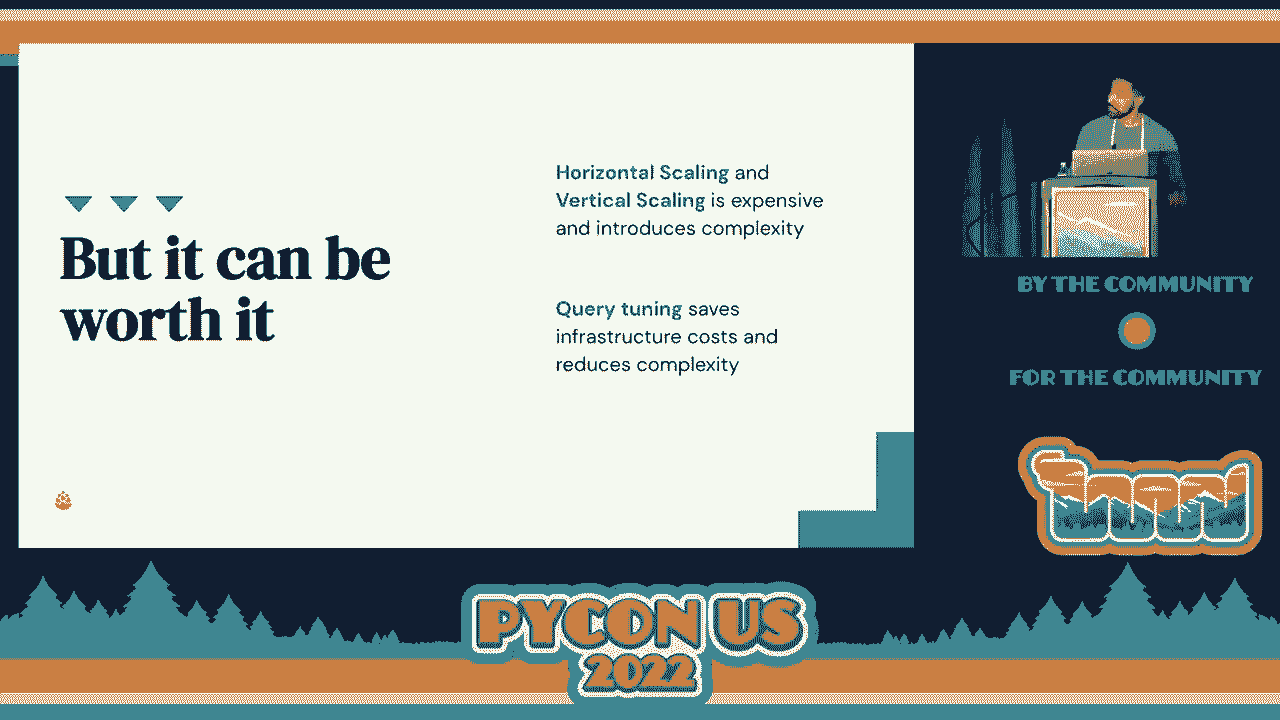 But it can be
worth it
Horizontal Scaling and
Vertical Scaling is expensive
and introduces complexity
Query tuning saves
infrastructure costs and
reduces complexity
BY THE COMMUNITY
FOR THE COMMUNITY
PYCON US
2022